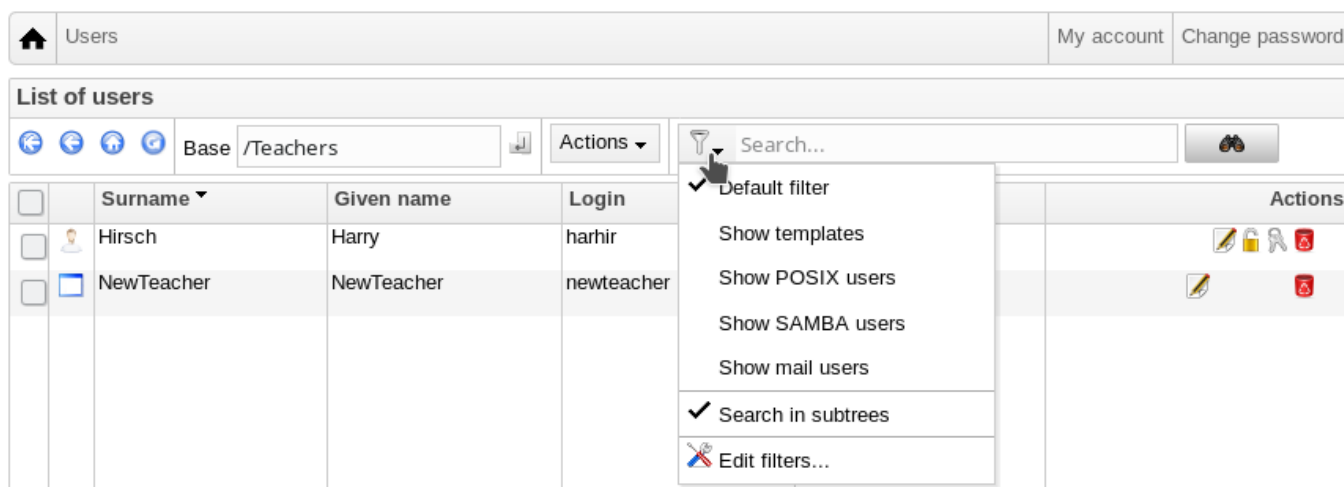 Users My account Change password
List of users
Base /Teachers Actions Search...
Surname Given name Login Actions
Default filter
Hirsch Harry harhir
Show templates
NewTeacher NewTeacher newteacher Show POSIX users
Show SAMBA users
Show mail users
Search in subtrees
Edit filters...